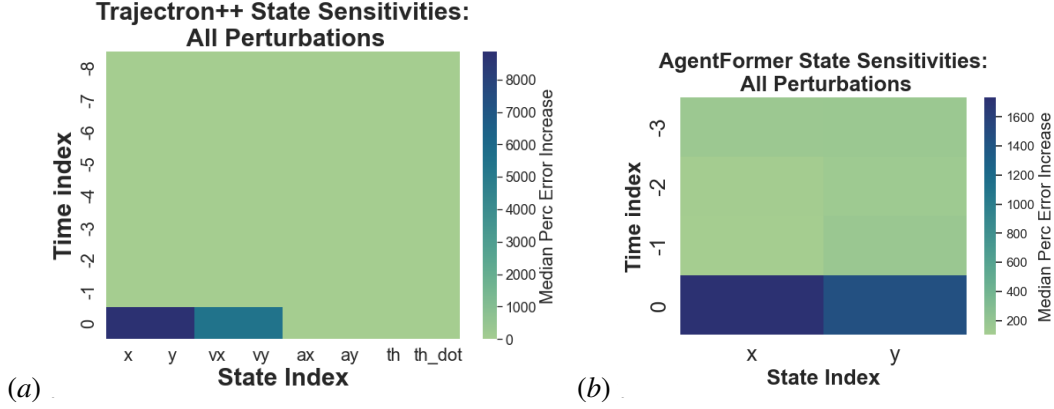 Trajectron++ State Sensitivities:
All Perturbations
Time index
-8
-7
-6
-5
-4
-3
-2
-1
0
x y vx vy ax ay th th_dot
State Index
8000
7000
6000
5000
4000
3000
2000
1000
0
Median Perc Error Increase
(a)
AgentFormer State Sensitivities:
All Perturbations
Time index
-3
-2
-1
0
x y
State Index
1600
1400
1200
1000
800
600
400
200
Median Perc Error Increase
(b)